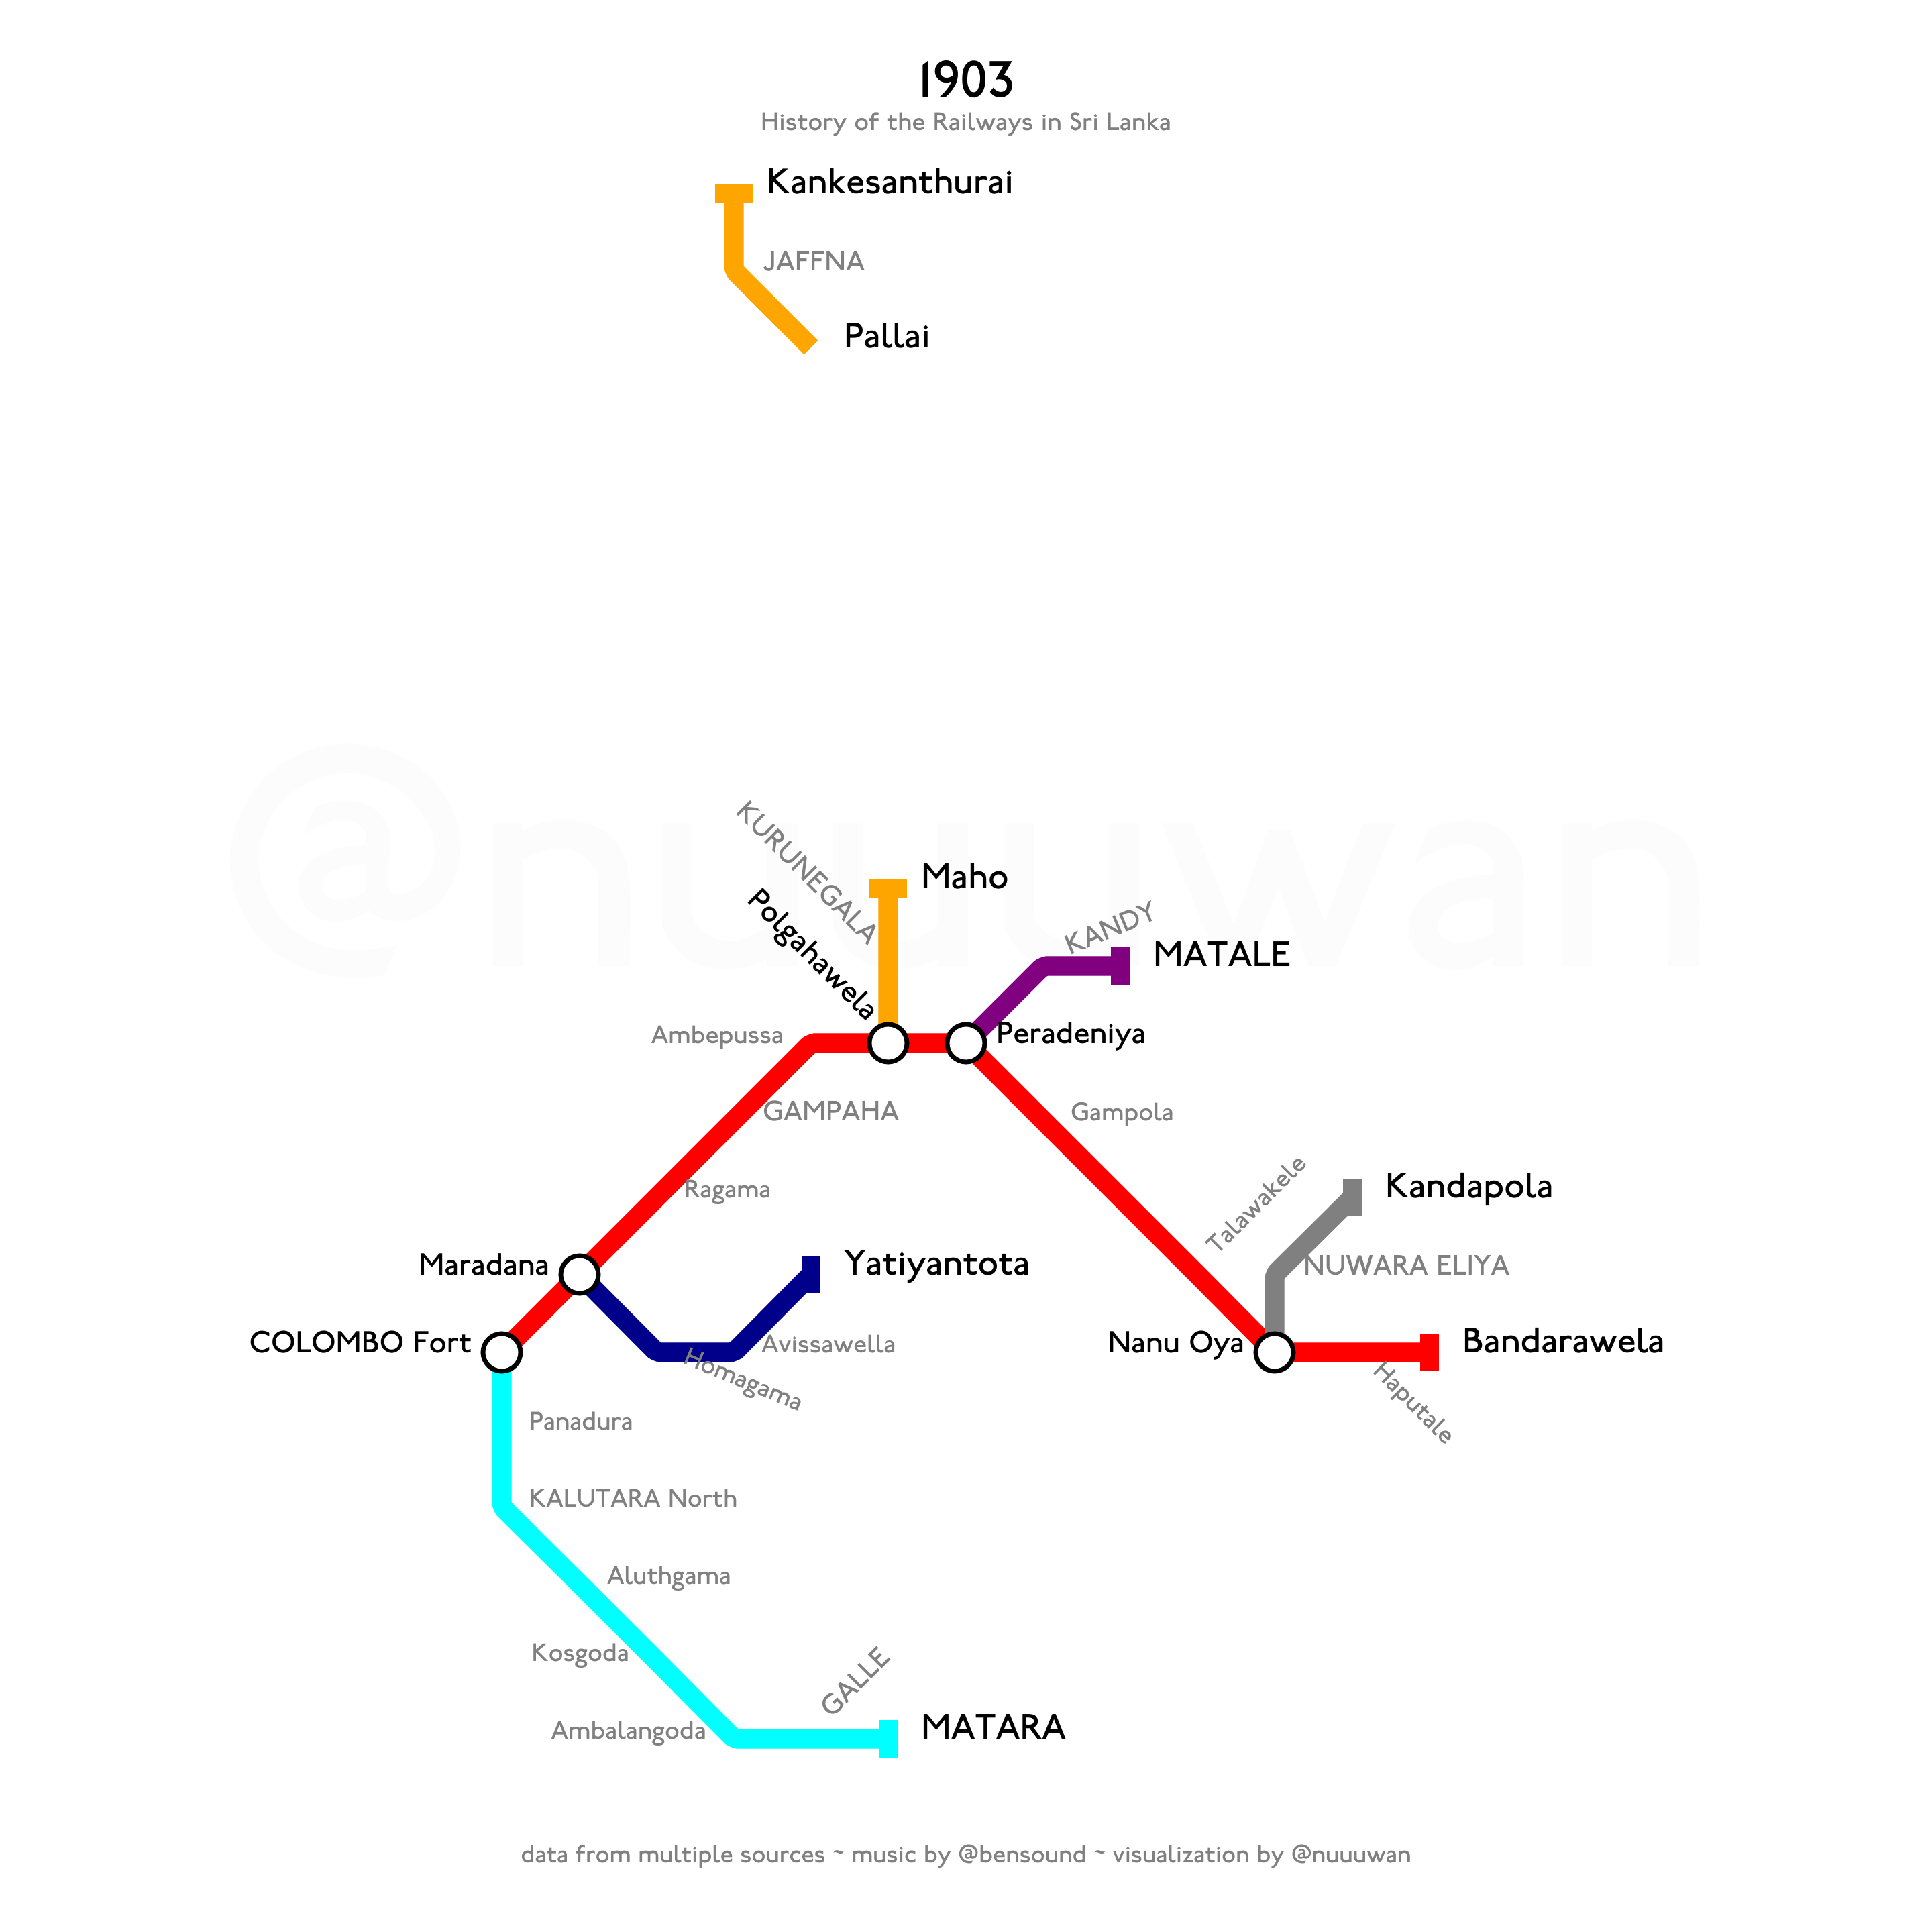 1903
History of the Railways in Sri Lanka
Kankesanthurai
JAFFNA
Pallai
@nuuuwan
KURUNEGALA
Maho
Polgahawela
KANDY
MATALE
Ambepussa
Peradeniya
GAMPAHA
Gampola
Ragama
Talawakele
Kandapola
Maradana
Yatiyantota
NUWARA ELIYA
COLOMBO Fort
Avissawella
Homagama
Nanu Oya
Bandarawela
Haputale
Panadura
KALUTARA North
Aluthgama
Kosgoda
GALLE
Ambalangoda
MATARA
data from multiple sources ~ music by @bensound ~ visualization by @nuuuwan